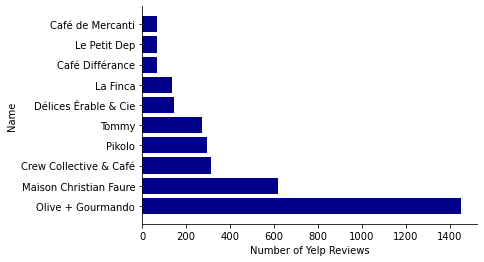 Café de Mercanti
Le Petit Dep
Café Différance
La Finca
Délices Érable & Cie
Tommy
Pikolo
Crew Collective & Café
Maison Christian Faure
Olive + Gourmando
Name
0 200 400 600 800 1000 1200 1400
Number of Yelp Reviews